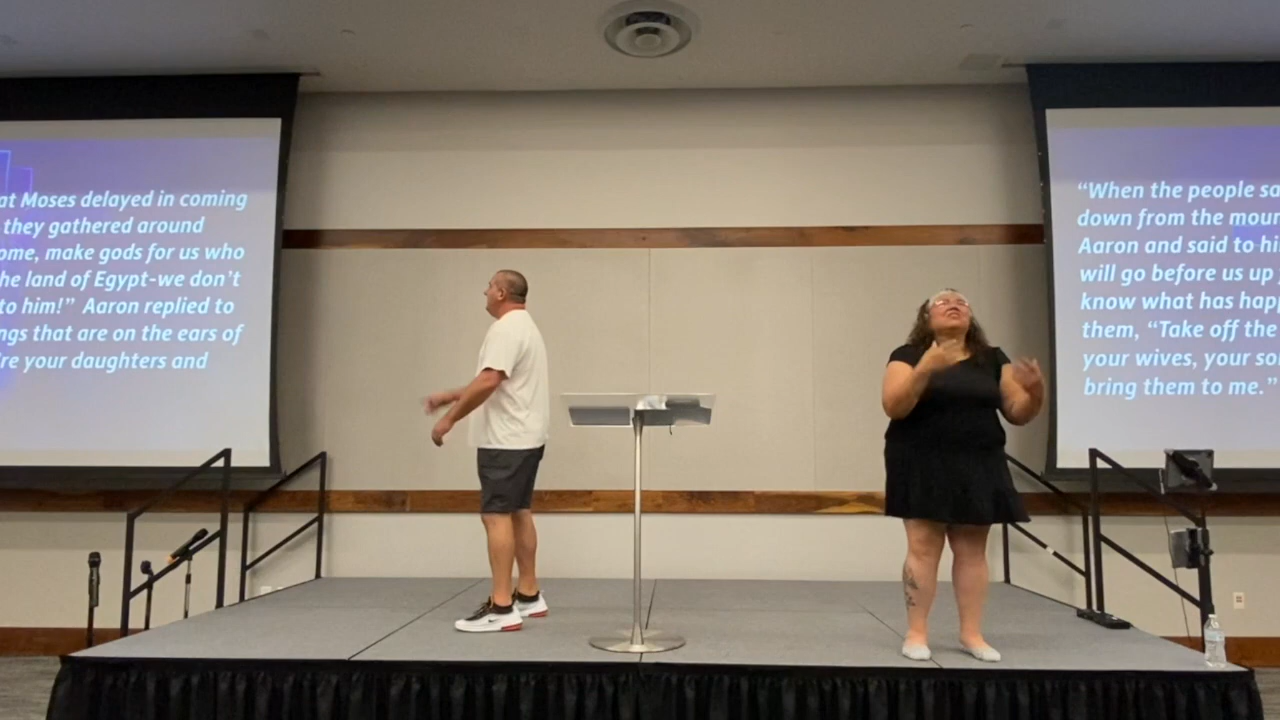 at Moses delayed in coming
they gathered around
ome, make gods for us who
he land of Egypt-we don't
to him!” Aaron replied to
ngs that are on the ears of
're your daughters and
“When the people sa
down from the moun
Aaron and said to hi
will go before us up
know what has hap
them, “Take off the
your wives, your so
bring them to me.”